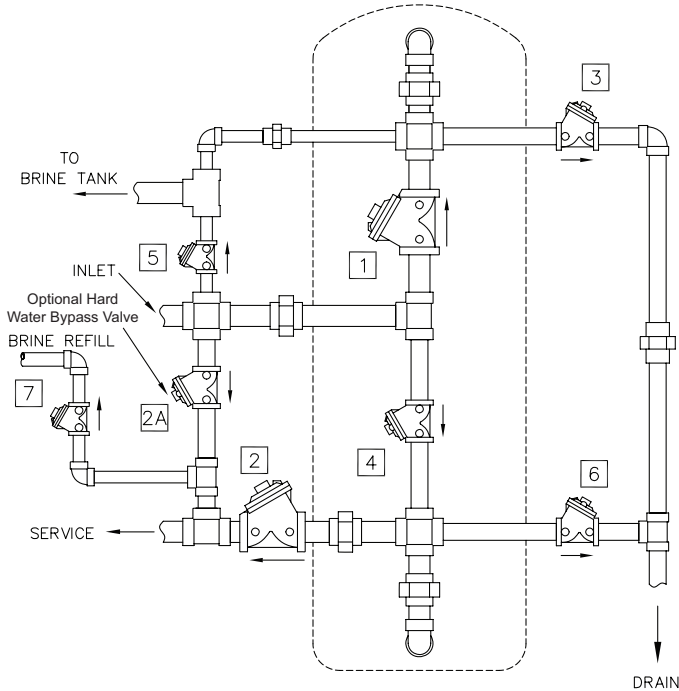 3
TO
BRINE TANK
5
1
INLET
Optional Hard
Water Bypass Valve
BRINE REFILL
7
2A
2
4
6
SERVICE
DRAIN